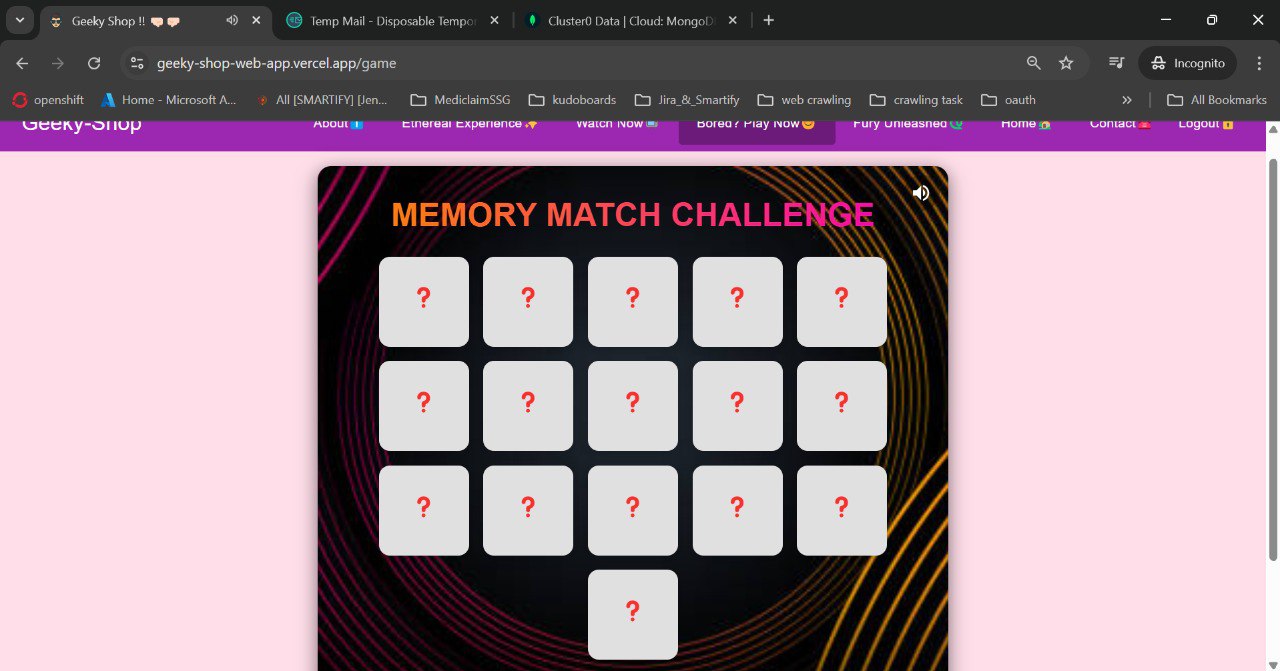 Geeky Shop !!
Temp Mail - Disposable Tempor
Cluster0 Data | Cloud: MongoD
geeky-shop-web-app.vercel.app/game
Incognito
openshift
Home - Microsoft A...
All [SMARTIFY] [Jen...
MediclaimSSG
kudoboards
Jira_&_Smartify
web crawling
crawling task
oauth
»
All Bookmarks
Geeky-Shop
About
Ethereal Experience
Watch Now
Bored? Play Now
Fury Unleashed
Home
Contact
Logout
MEMORY MATCH CHALLENGE
? ? ? ? ?
? ? ? ? ?
? ? ? ? ?
?